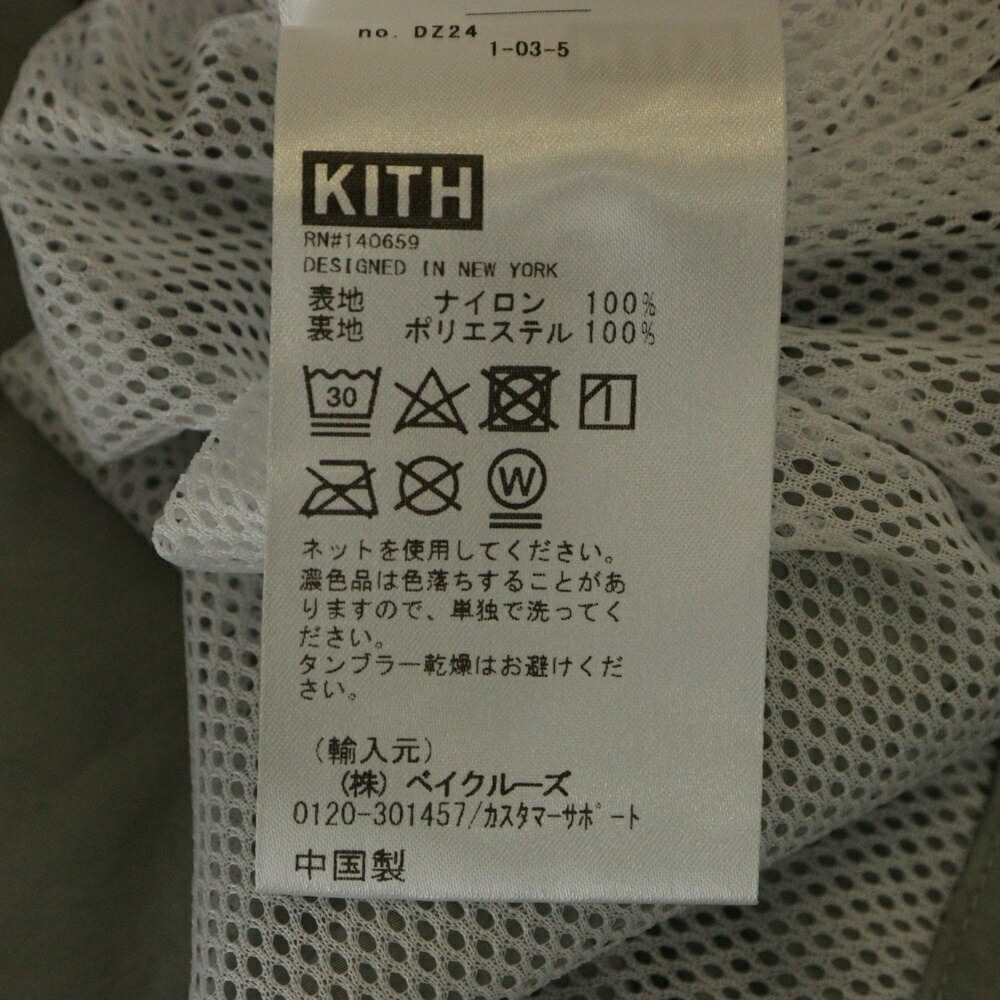 no. DZ24
1-03-5
KITH
RN#140659
DESIGNED IN NEW YORK
表地 ナイロン 100%
裏地 ポリエステル 100%
30
W
ネットを使用してください。
濃色品は色落ちすることがあ
りますので、単独で洗ってく
ださい。
タンブラー乾燥はお避けくだ
さい。
(輸入元)
(株) ベイクルーズ
0120-301457/カスタマーサポート
中国製